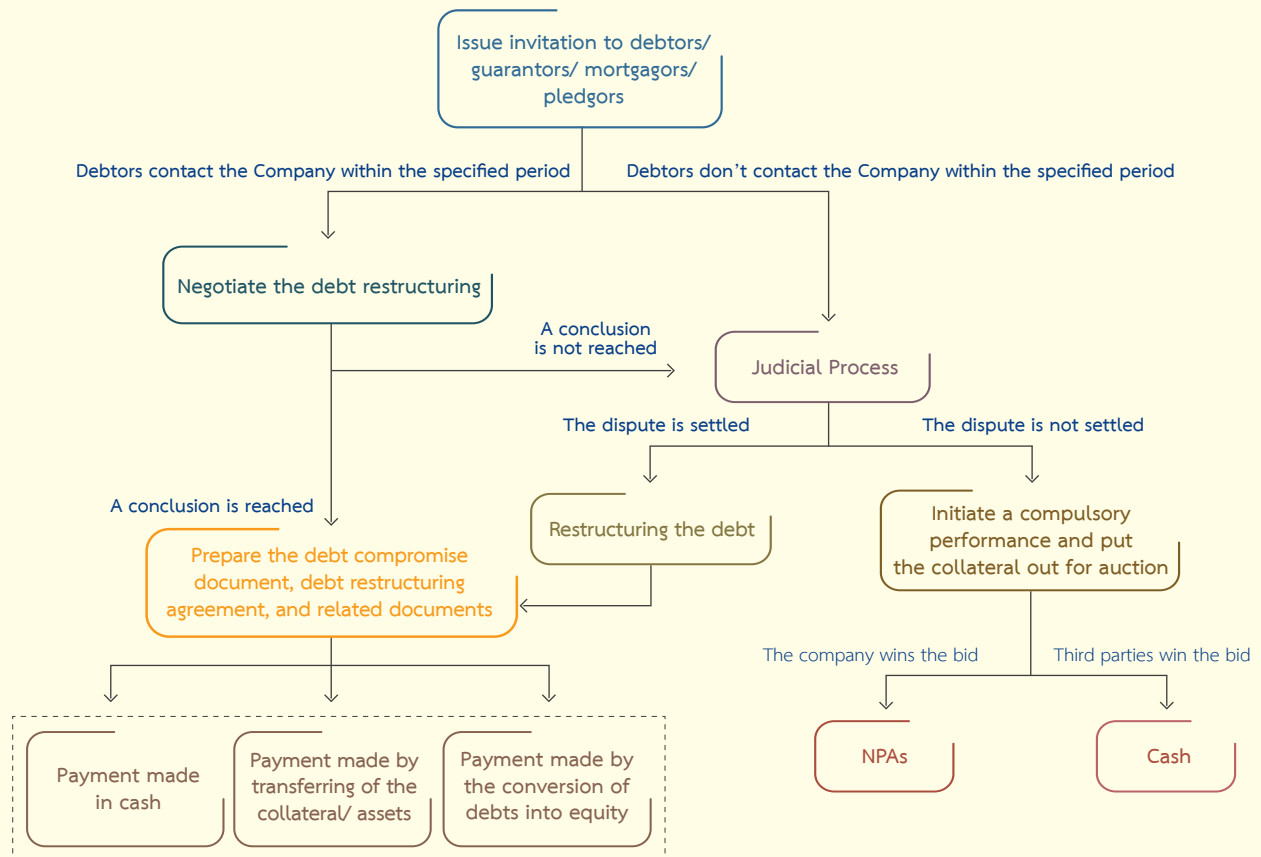 Issue invitation to debtors/
guarantors/ mortgagors/
pledgors
Debtors contact the Company within the specified period
Debtors don't contact the Company within the specified period
Negotiate the debt restructuring
A conclusion
is not reached
Judicial Process
The dispute is settled
The dispute is not settled
A conclusion is reached
Restructuring the debt
Initiate a compulsory
performance and put
the collateral out for auction
Prepare the debt compromise
document, debt restructuring
agreement, and related documents
The company wins the bid
Third parties win the bid
Payment made
in cash
Payment made by
transferring of the
collateral/ assets
Payment made by
the conversion of
debts into equity
NPAs
Cash